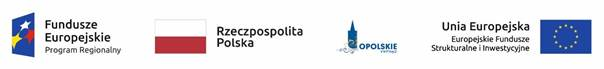 Fundusze
Europejskie
Program Regionalny
Rzeczpospolita
Polska
OPOLSKIE
Unia Europejska
Europejskie Fundusze
Strukturalne i Inwestycyjne